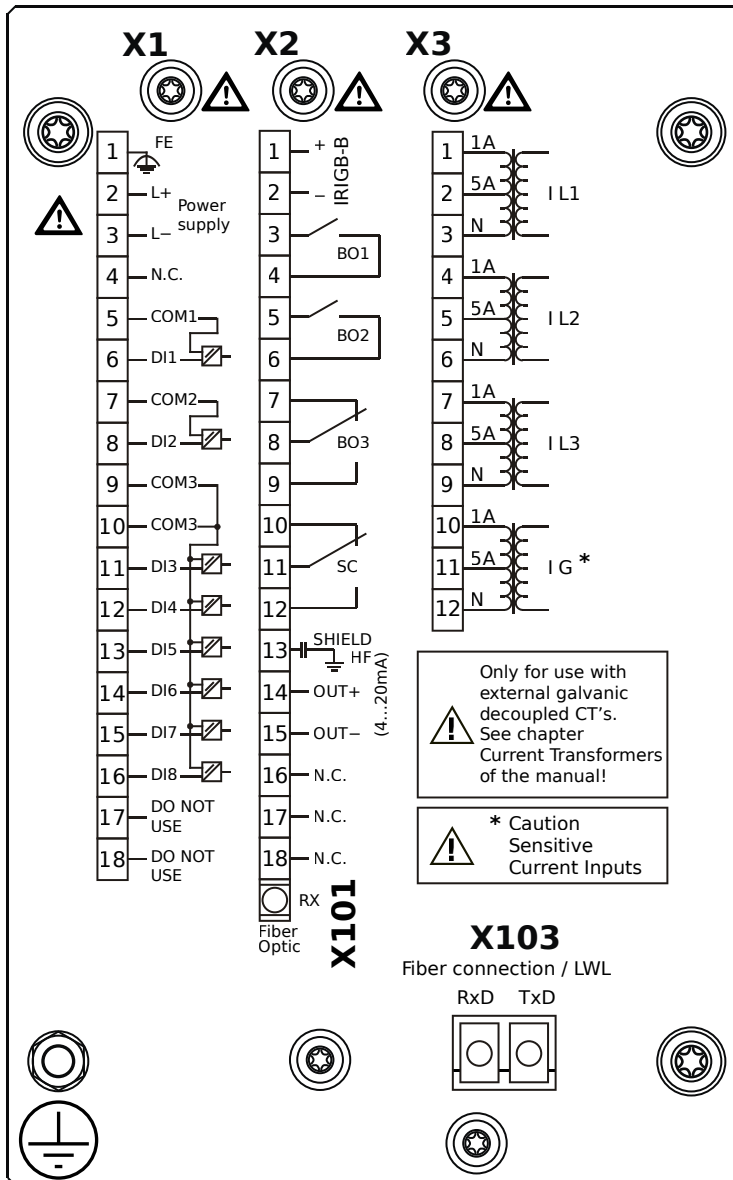 X1
X2
X3
1 FE
2 L+
Power
supply
3 L−
4 N.C.
5 COM1
6 DI1
7 COM2
8 DI2
9 COM3
10 COM3
11 DI3
12 DI4
13 DI5
14 DI6
15 DI7
16 DI8
17 DO NOT
USE
18 DO NOT
USE
1 +
IRIGB-B
2 −
3
BO1
4
5
BO2
6
7
8 BO3
9
10
11 SC
12
13 SHIELD
HF
14 OUT+
(4...20mA)
15 OUT−
16 N.C.
17 N.C.
18 N.C.
RX
Fiber
Optic
X101
1 1A
2 5A I L1
3 N
4 1A
5 5A I L2
6 N
7 1A
8 5A I L3
9 N
10 1A
11 5A I G *
12 N
! Only for use with
external galvanic
decoupled CT's.
See chapter
Current Transformers
of the manual!
! * Caution
Sensitive
Current Inputs
X103
Fiber connection / LWL
RxD TxD